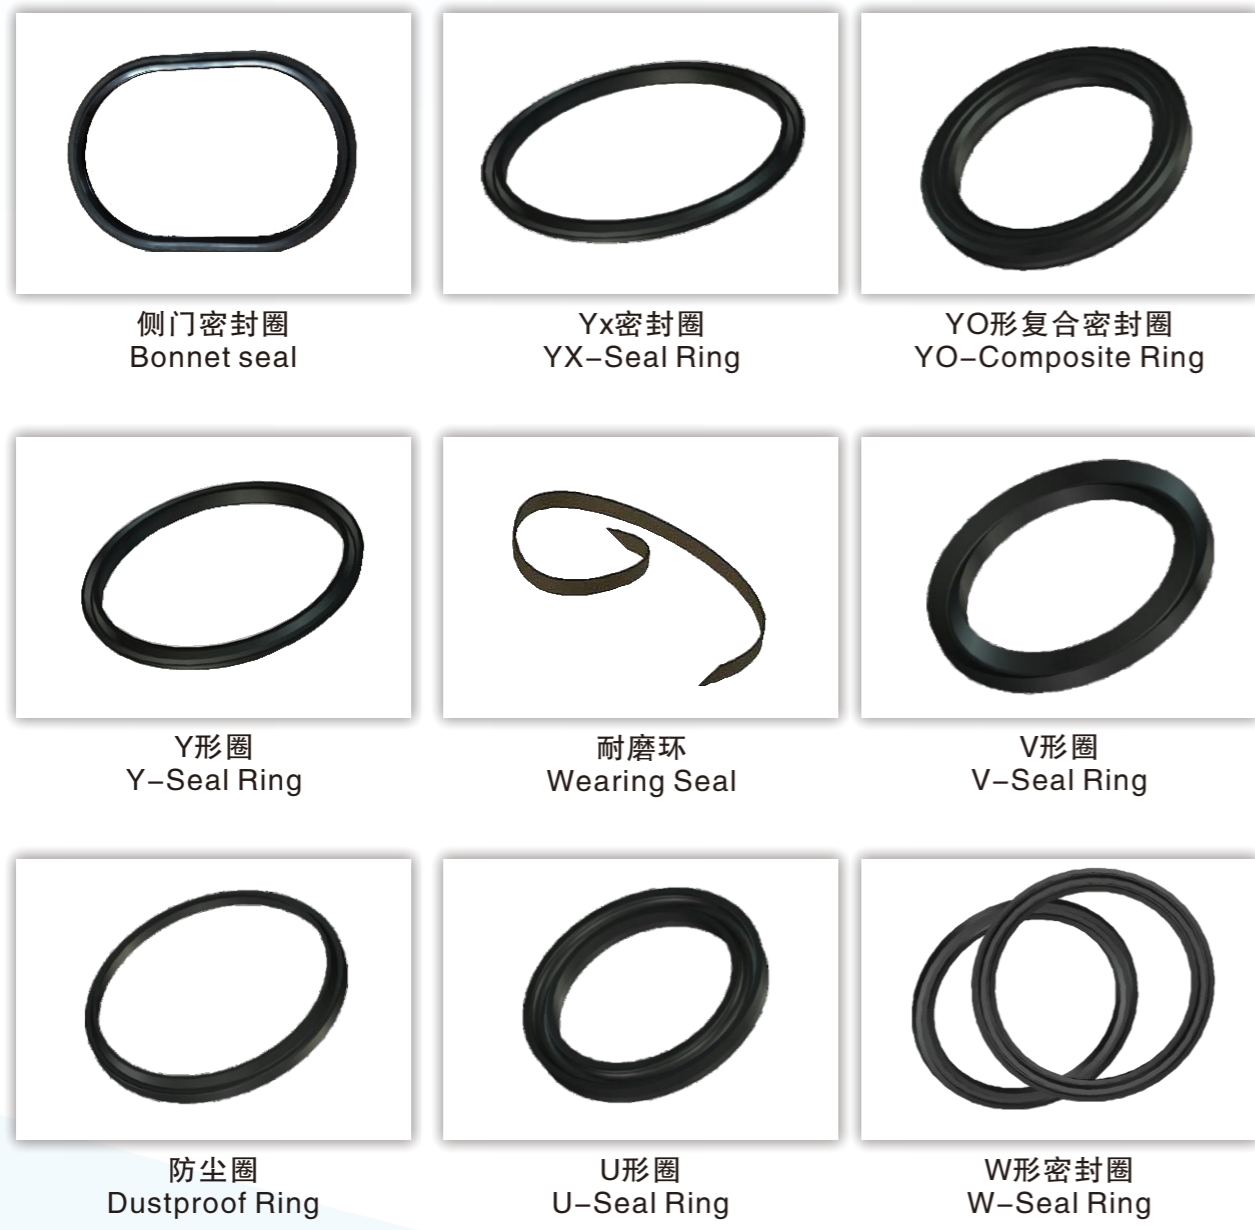 侧门密封圈
Bonnet seal
Yx密封圈
YX–Seal Ring
YO形复合密封圈
YO–Composite Ring
Y形圈
Y–Seal Ring
耐磨环
Wearing Seal
V形圈
V–Seal Ring
防尘圈
Dustproof Ring
U形圈
U–Seal Ring
W形密封圈
W–Seal Ring